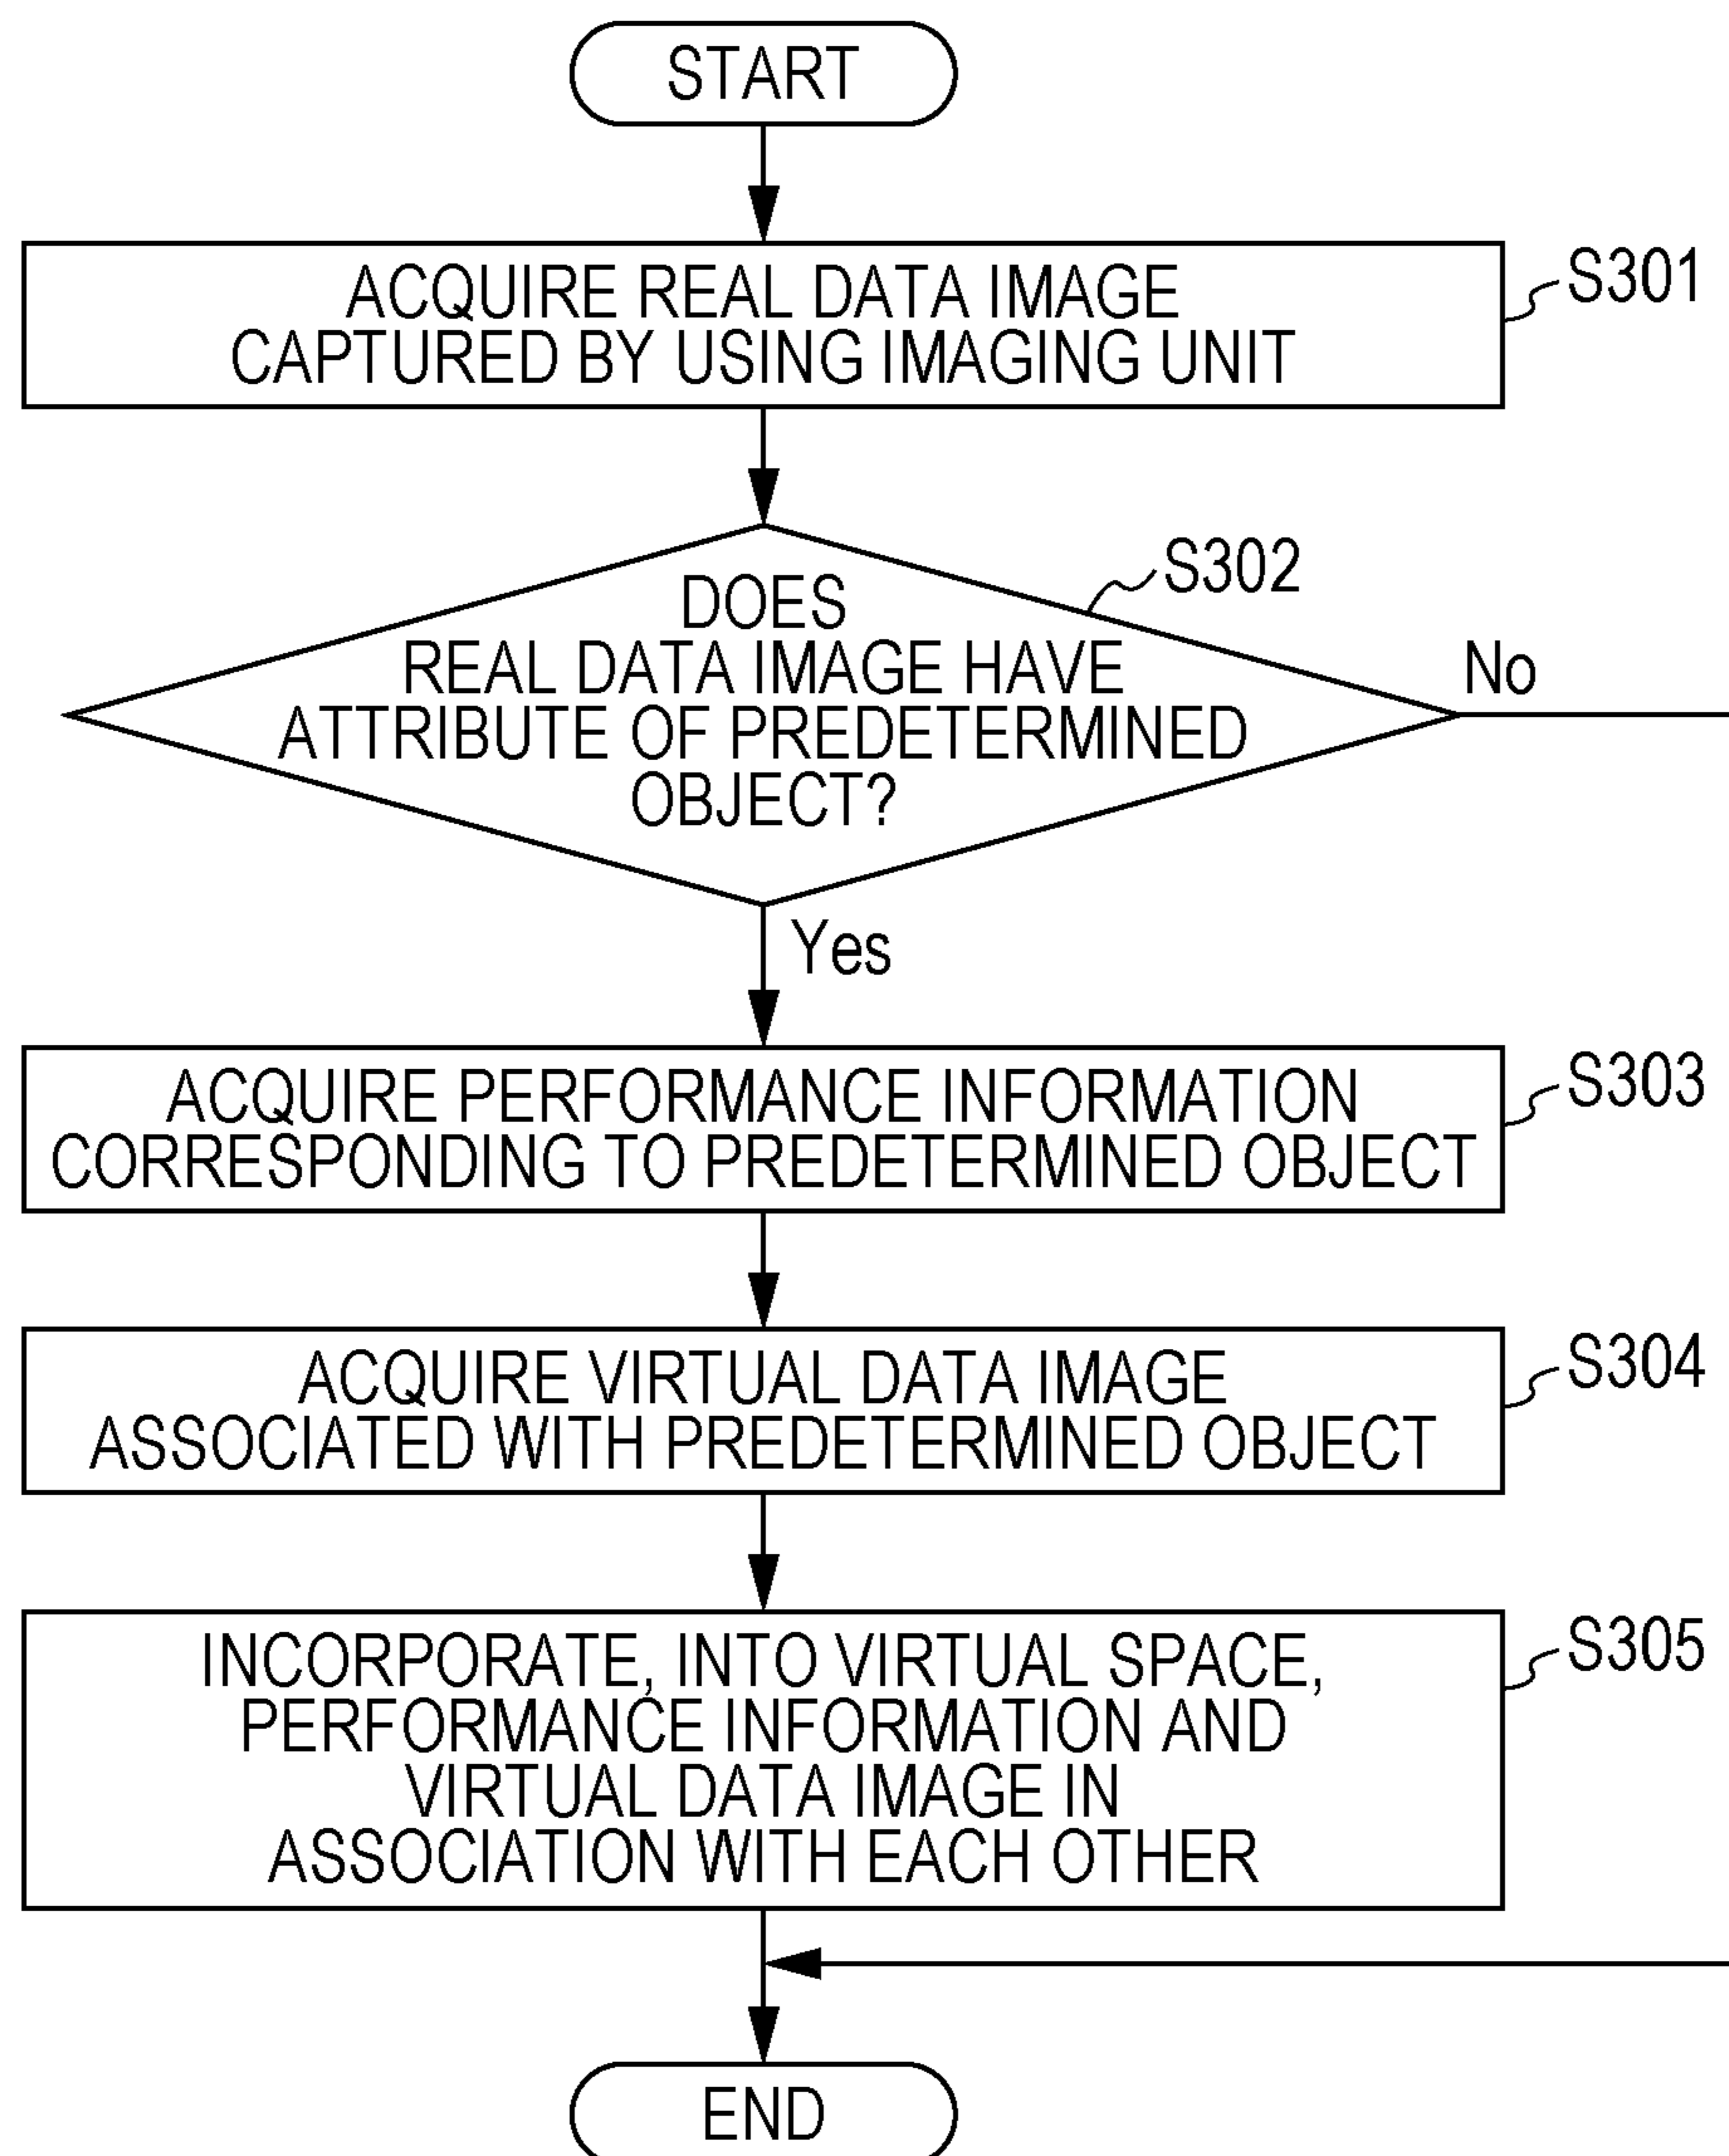 START
ACQUIRE REAL DATA IMAGE
CAPTURED BY USING IMAGING UNIT
S301
DOES
REAL DATA IMAGE HAVE
ATTRIBUTE OF PREDETERMINED
OBJECT?
S302
No
Yes
ACQUIRE PERFORMANCE INFORMATION
CORRESPONDING TO PREDETERMINED OBJECT
S303
ACQUIRE VIRTUAL DATA IMAGE
ASSOCIATED WITH PREDETERMINED OBJECT
S304
INCORPORATE, INTO VIRTUAL SPACE,
PERFORMANCE INFORMATION AND
VIRTUAL DATA IMAGE IN
ASSOCIATION WITH EACH OTHER
S305
END